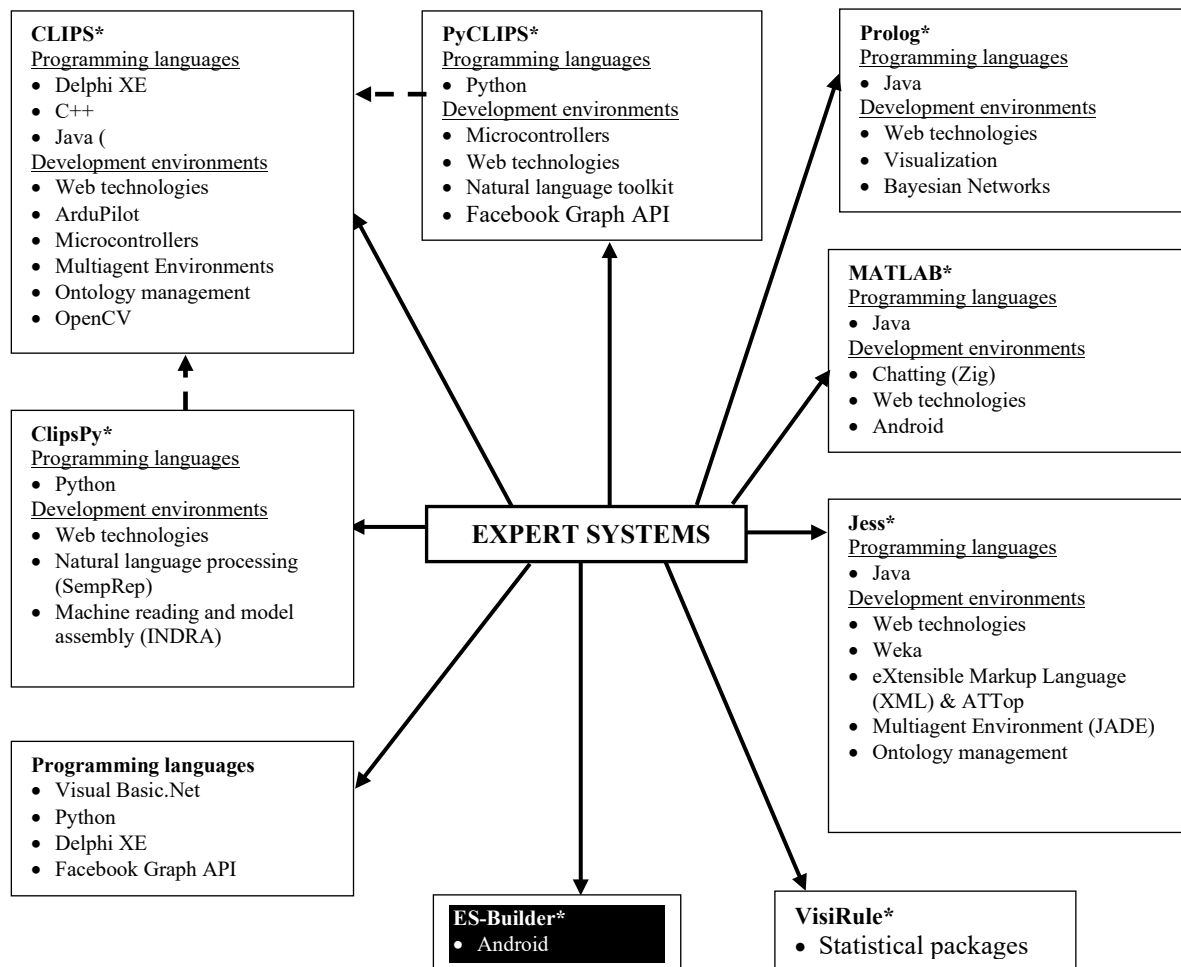 CLIPS*
Programming languages
• Delphi XE
• C++
• Java (
Development environments
• Web technologies
• ArduPilot
• Microcontrollers
• Multiagent Environments
• Ontology management
• OpenCV
PyCLIPS*
Programming languages
• Python
Development environments
• Microcontrollers
• Web technologies
• Natural language toolkit
• Facebook Graph API
Prolog*
Programming languages
• Java
Development environments
• Web technologies
• Visualization
• Bayesian Networks
MATLAB*
Programming languages
• Java
Development environments
• Chatting (Zig)
• Web technologies
• Android
ClipsPy*
Programming languages
• Python
Development environments
• Web technologies
• Natural language processing
(SempRep)
• Machine reading and model
assembly (INDRA)
EXPERT SYSTEMS
Jess*
Programming languages
• Java
Development environments
• Web technologies
• Weka
• eXtensible Markup Language
(XML) & ATTop
• Multiagent Environment (JADE)
• Ontology management
Programming languages
• Visual Basic.Net
• Python
• Delphi XE
• Facebook Graph API
ES-Builder*
• Android
VisiRule*
• Statistical packages